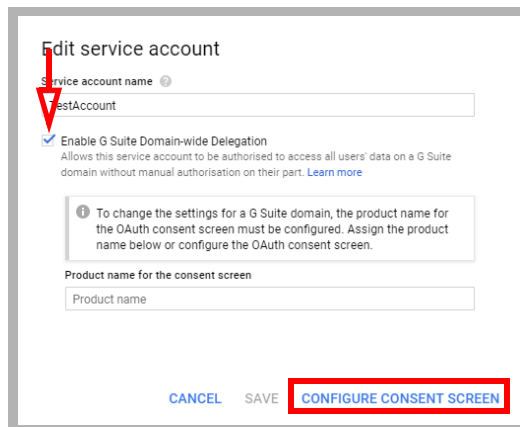 Edit service account
Service account name
TestAccount
Enable G Suite Domain-wide Delegation
Allows this service account to be authorised to access all users' data on a G Suite
domain without manual authorisation on their part. Learn more
To change the settings for a G Suite domain, the product name for
the OAuth consent screen must be configured. Assign the product
name below or configure the OAuth consent screen.
Product name for the consent screen
Product name
CANCEL SAVE CONFIGURE CONSENT SCREEN